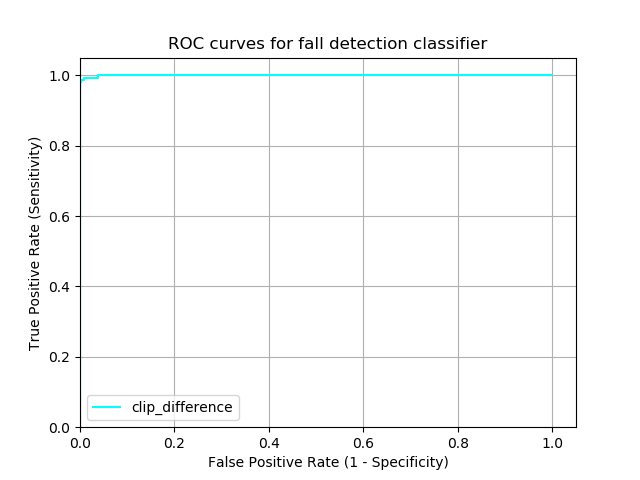 ROC curves for fall detection classifier
True Positive Rate (Sensitivity)
1.0
0.8
0.6
0.4
0.2
0.0
clip_difference
0.0 0.2 0.4 0.6 0.8 1.0
False Positive Rate (1 - Specificity)